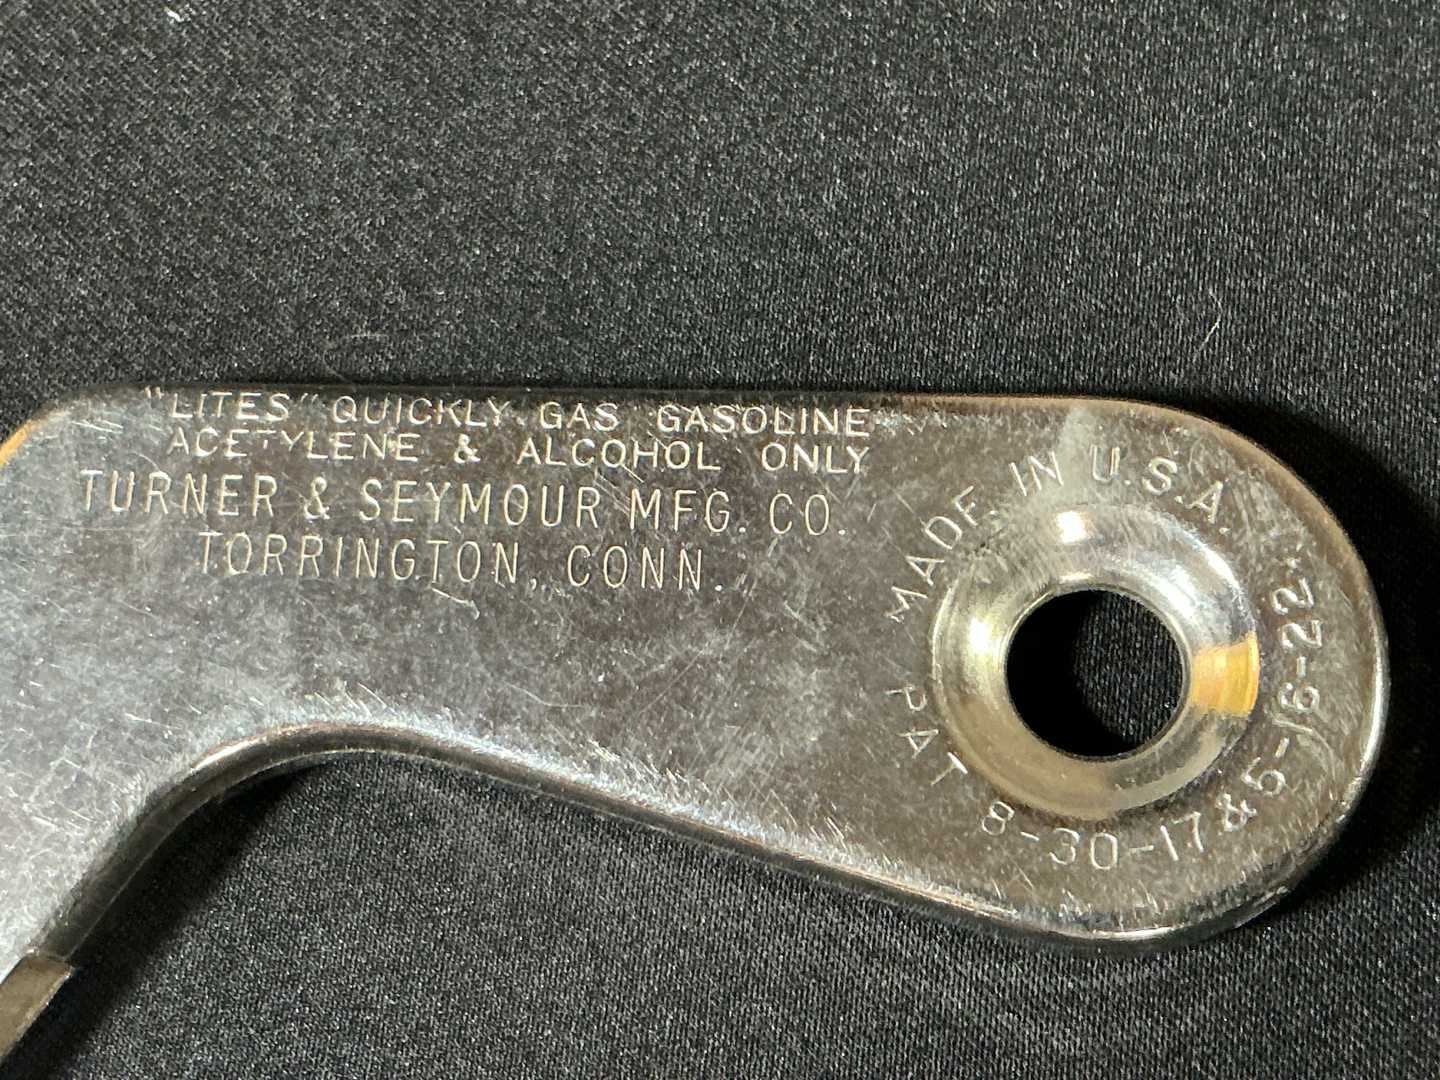 "LITES" QUICKLY GAS GASOLINE
ACETYLENE & ALCOHOL ONLY
TURNER & SEYMOUR MFG. CO.
TORRINGTON, CONN.
MADE IN U.S.A.
PAT 8-30-17 & 5-16-22.